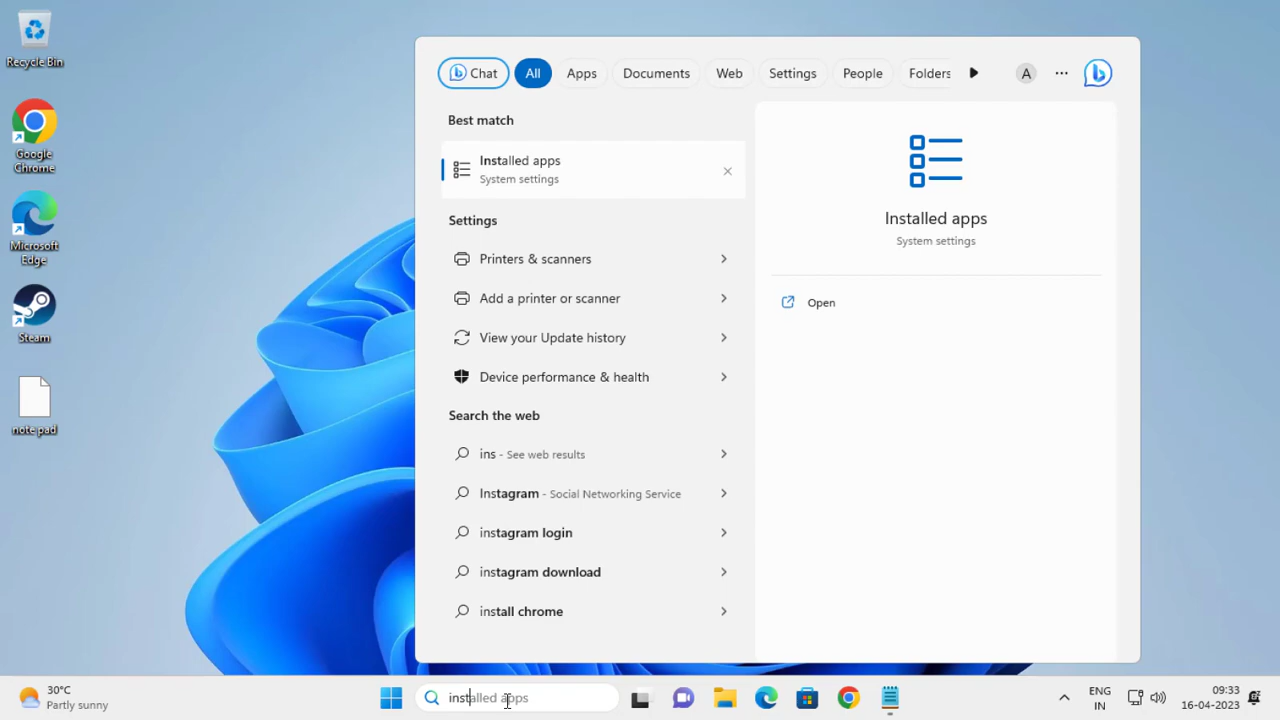 Recycle Bin
Google
Chrome
Microsoft
Edge
Steam
note pad
Chat
All
Apps
Documents
Web
Settings
People
Folders
A
Best match
Installed apps
System settings
Settings
Printers & scanners
Add a printer or scanner
View your Update history
Device performance & health
Search the web
ins - See web results
Instagram - Social Networking Service
instagram login
instagram download
install chrome
Installed apps
System settings
Open
30°C
Partly sunny
installed apps
ENG
IN
09:33
16-04-2023